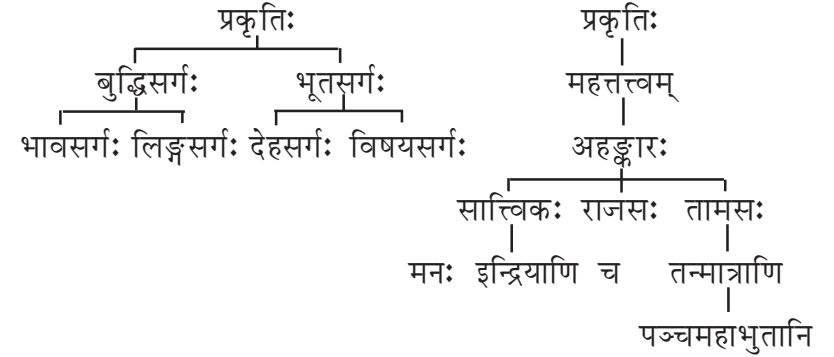 प्रकृतिः
बुद्धिसर्गः भूतसर्गः
भावसर्गः लिङ्गसर्गः देहसर्गः विषयसर्गः
प्रकृतिः
महत्तत्त्वम्
अहङ्कारः
सात्त्विकः राजसः तामसः
मनः इन्द्रियाणि च तन्मात्राणि
पञ्चमहाभुतानि